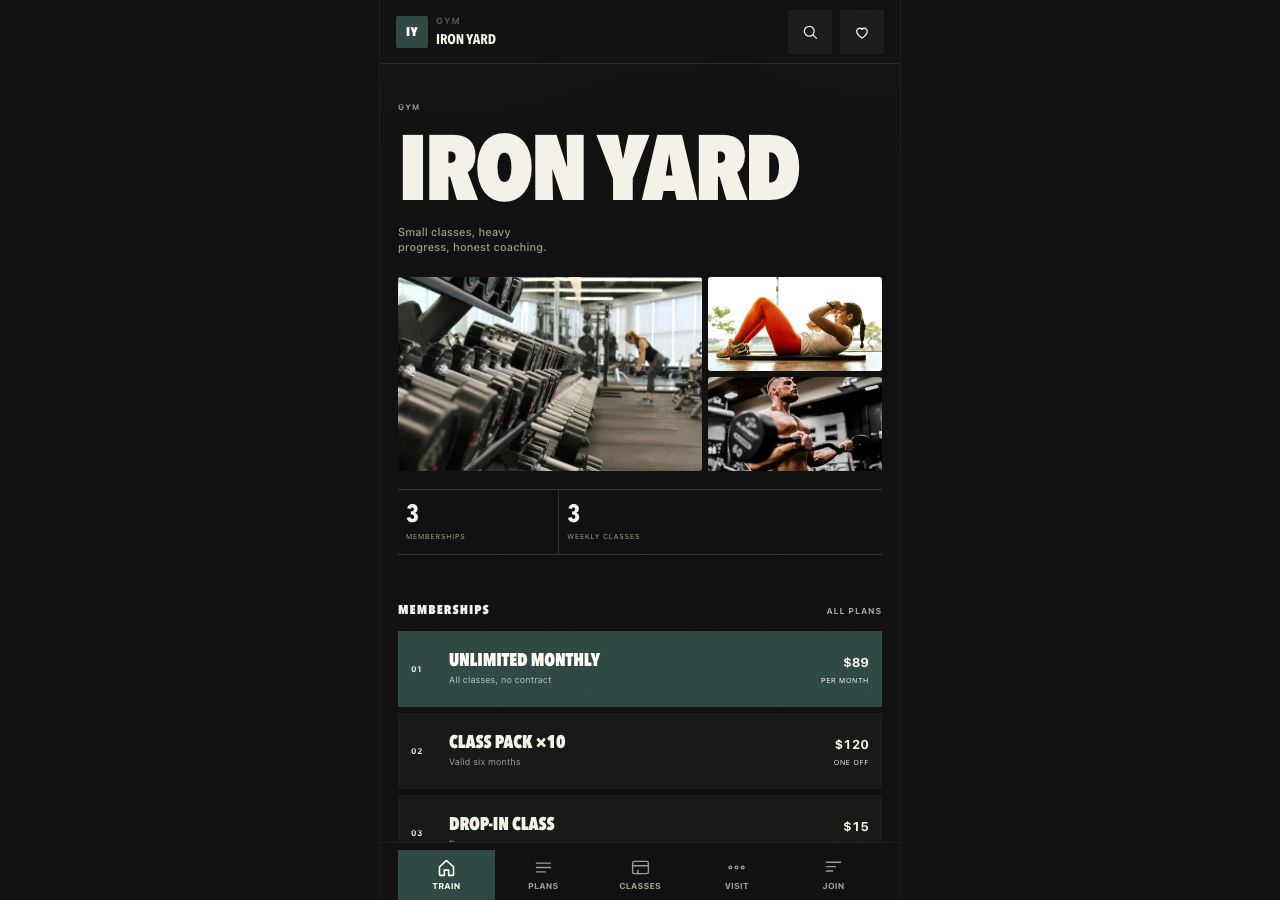 IY
GYM
IRON YARD
GYM
IRON YARD
Small classes, heavy
progress, honest coaching.
3
MEMBERSHIPS
3
WEEKLY CLASSES
MEMBERSHIPS
ALL PLANS
01
UNLIMITED MONTHLY
All classes, no contract
$89
PER MONTH
02
CLASS PACK ×10
Valid six months
$120
ONE OFF
03
DROP-IN CLASS
$15
TRAIN
PLANS
CLASSES
VISIT
JOIN